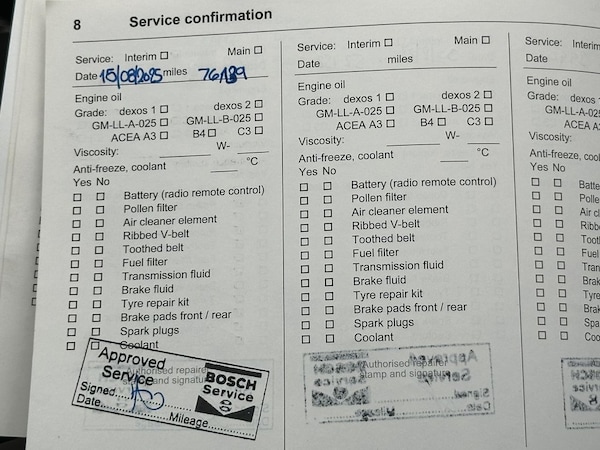 8 Service confirmation
Service: Interim ☐ Main ☐
Date 15/08/2025 miles
Engine oil
Grade: dexos 1 ☐ dexos 2 ☐
GM-LL-A-025 ☐ GM-LL-B-025 ☐
ACEA A3 ☐ B4 ☐ C3 ☐
Viscosity: W-
Anti-freeze, coolant °C
Yes No
☐ ☐ Battery (radio remote control)
☐ ☐ Pollen filter
☐ ☐ Air cleaner element
☐ ☐ Ribbed V-belt
☐ ☐ Toothed belt
☐ ☐ Fuel filter
☐ ☐ Transmission fluid
☐ ☐ Brake fluid
☐ ☐ Tyre repair kit
☐ ☐ Brake pads front / rear
☐ ☐ Spark plugs
☐ ☐ Coolant
Authorised repairer
stamp and signature
Approved
Service
BOSCH
Service
Signed
Date Mileage
Service: Interim ☐ Main ☐
Date miles
Engine oil
Grade: dexos 1 ☐ dexos 2 ☐
GM-LL-A-025 ☐ GM-LL-B-025 ☐
ACEA A3 ☐ B4 ☐ C3 ☐
Viscosity: W-
Anti-freeze, coolant °C
Yes No
☐ ☐ Battery (radio remote control)
☐ ☐ Pollen filter
☐ ☐ Air cleaner element
☐ ☐ Ribbed V-belt
☐ ☐ Toothed belt
☐ ☐ Fuel filter
☐ ☐ Transmission fluid
☐ ☐ Brake fluid
☐ ☐ Tyre repair kit
☐ ☐ Brake pads front / rear
☐ ☐ Spark plugs
☐ ☐ Coolant
Authorised repairer
stamp and signature
Service: Interim
Date
Engine oil
Grade: dexos
GM-LL-A-02
ACEA A
Viscosity:
Anti-freeze, coolan
Yes No